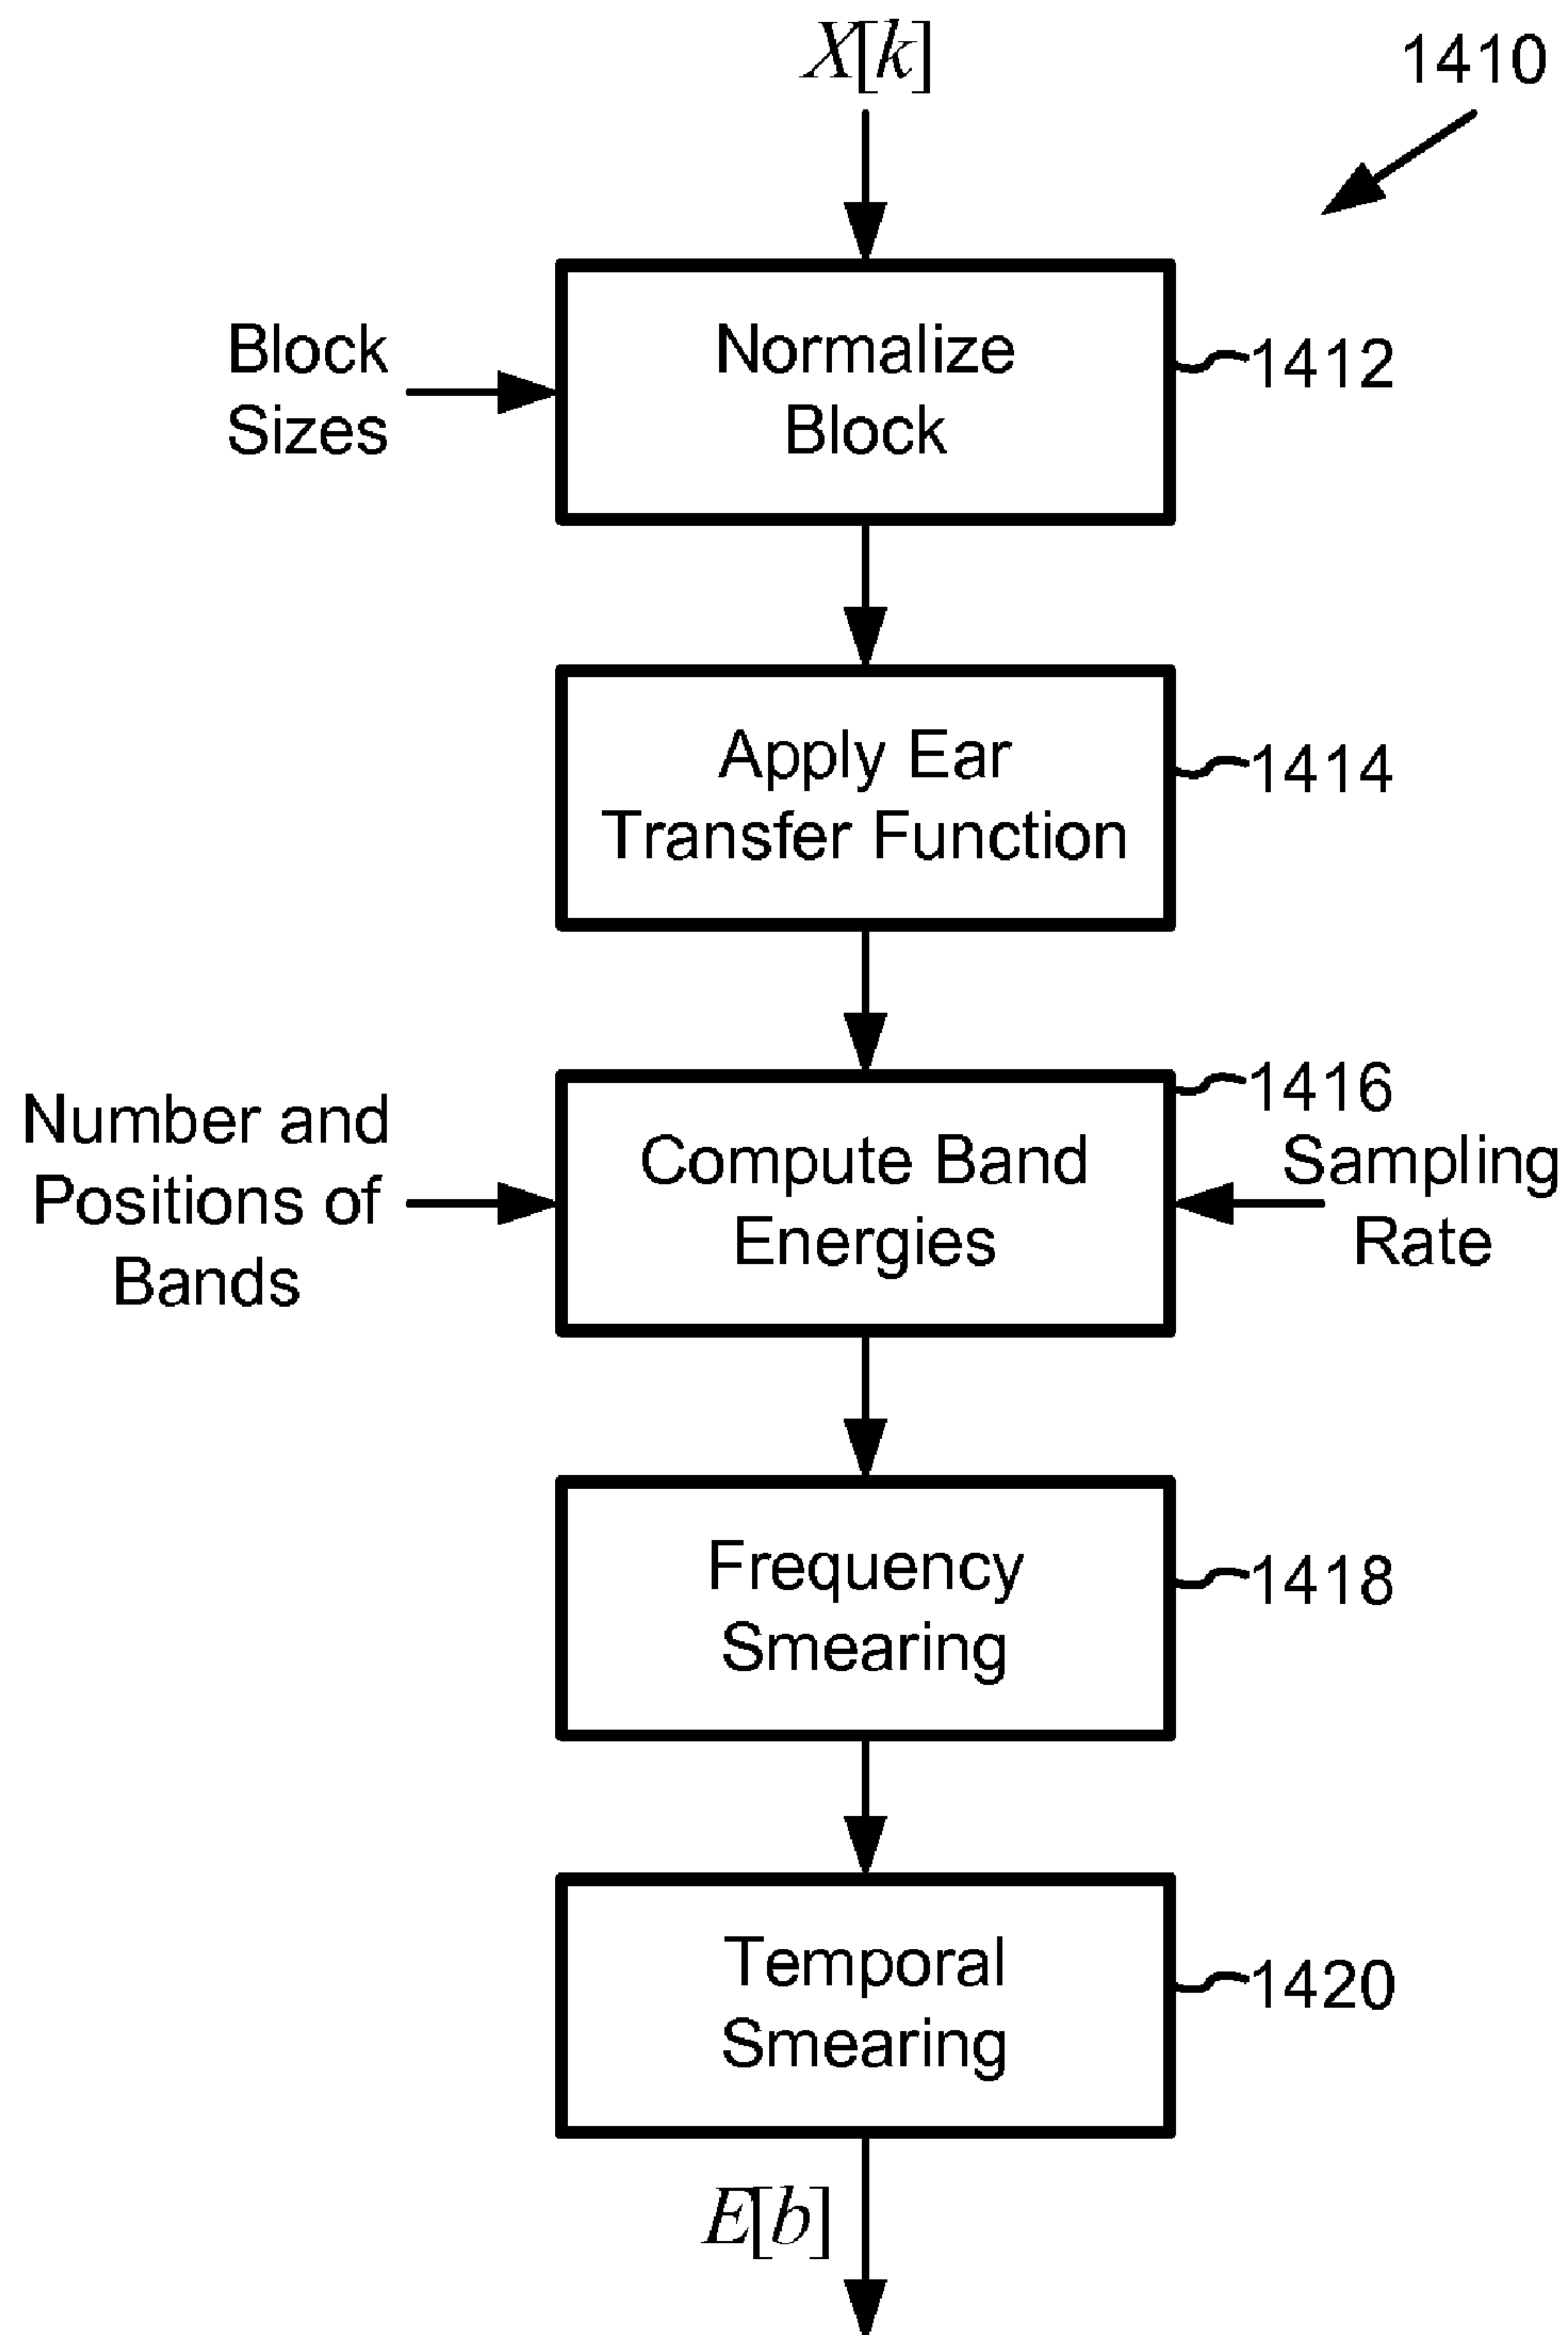 X[k]
1410
Block
Sizes
Normalize
Block
1412
Apply Ear
Transfer Function
1414
Number and
Positions of
Bands
Compute Band
Energies
1416
Sampling
Rate
Frequency
Smearing
1418
Temporal
Smearing
1420
E[b]